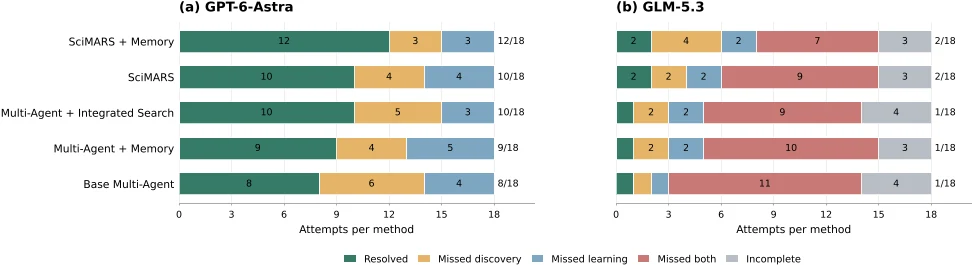 (a) GPT-6-Astra
SciMARS + Memory 12 3 3 12/18
SciMARS 10 4 4 10/18
Multi-Agent + Integrated Search 10 5 3 10/18
Multi-Agent + Memory 9 4 5 9/18
Base Multi-Agent 8 6 4 8/18
0 3 6 9 12 15 18
Attempts per method
(b) GLM-5.3
2 4 2 7 3 2/18
2 2 2 9 3 2/18
2 2 9 4 1/18
2 2 10 3 1/18
11 4 1/18
0 3 6 9 12 15 18
Attempts per method
Resolved Missed discovery Missed learning Missed both Incomplete